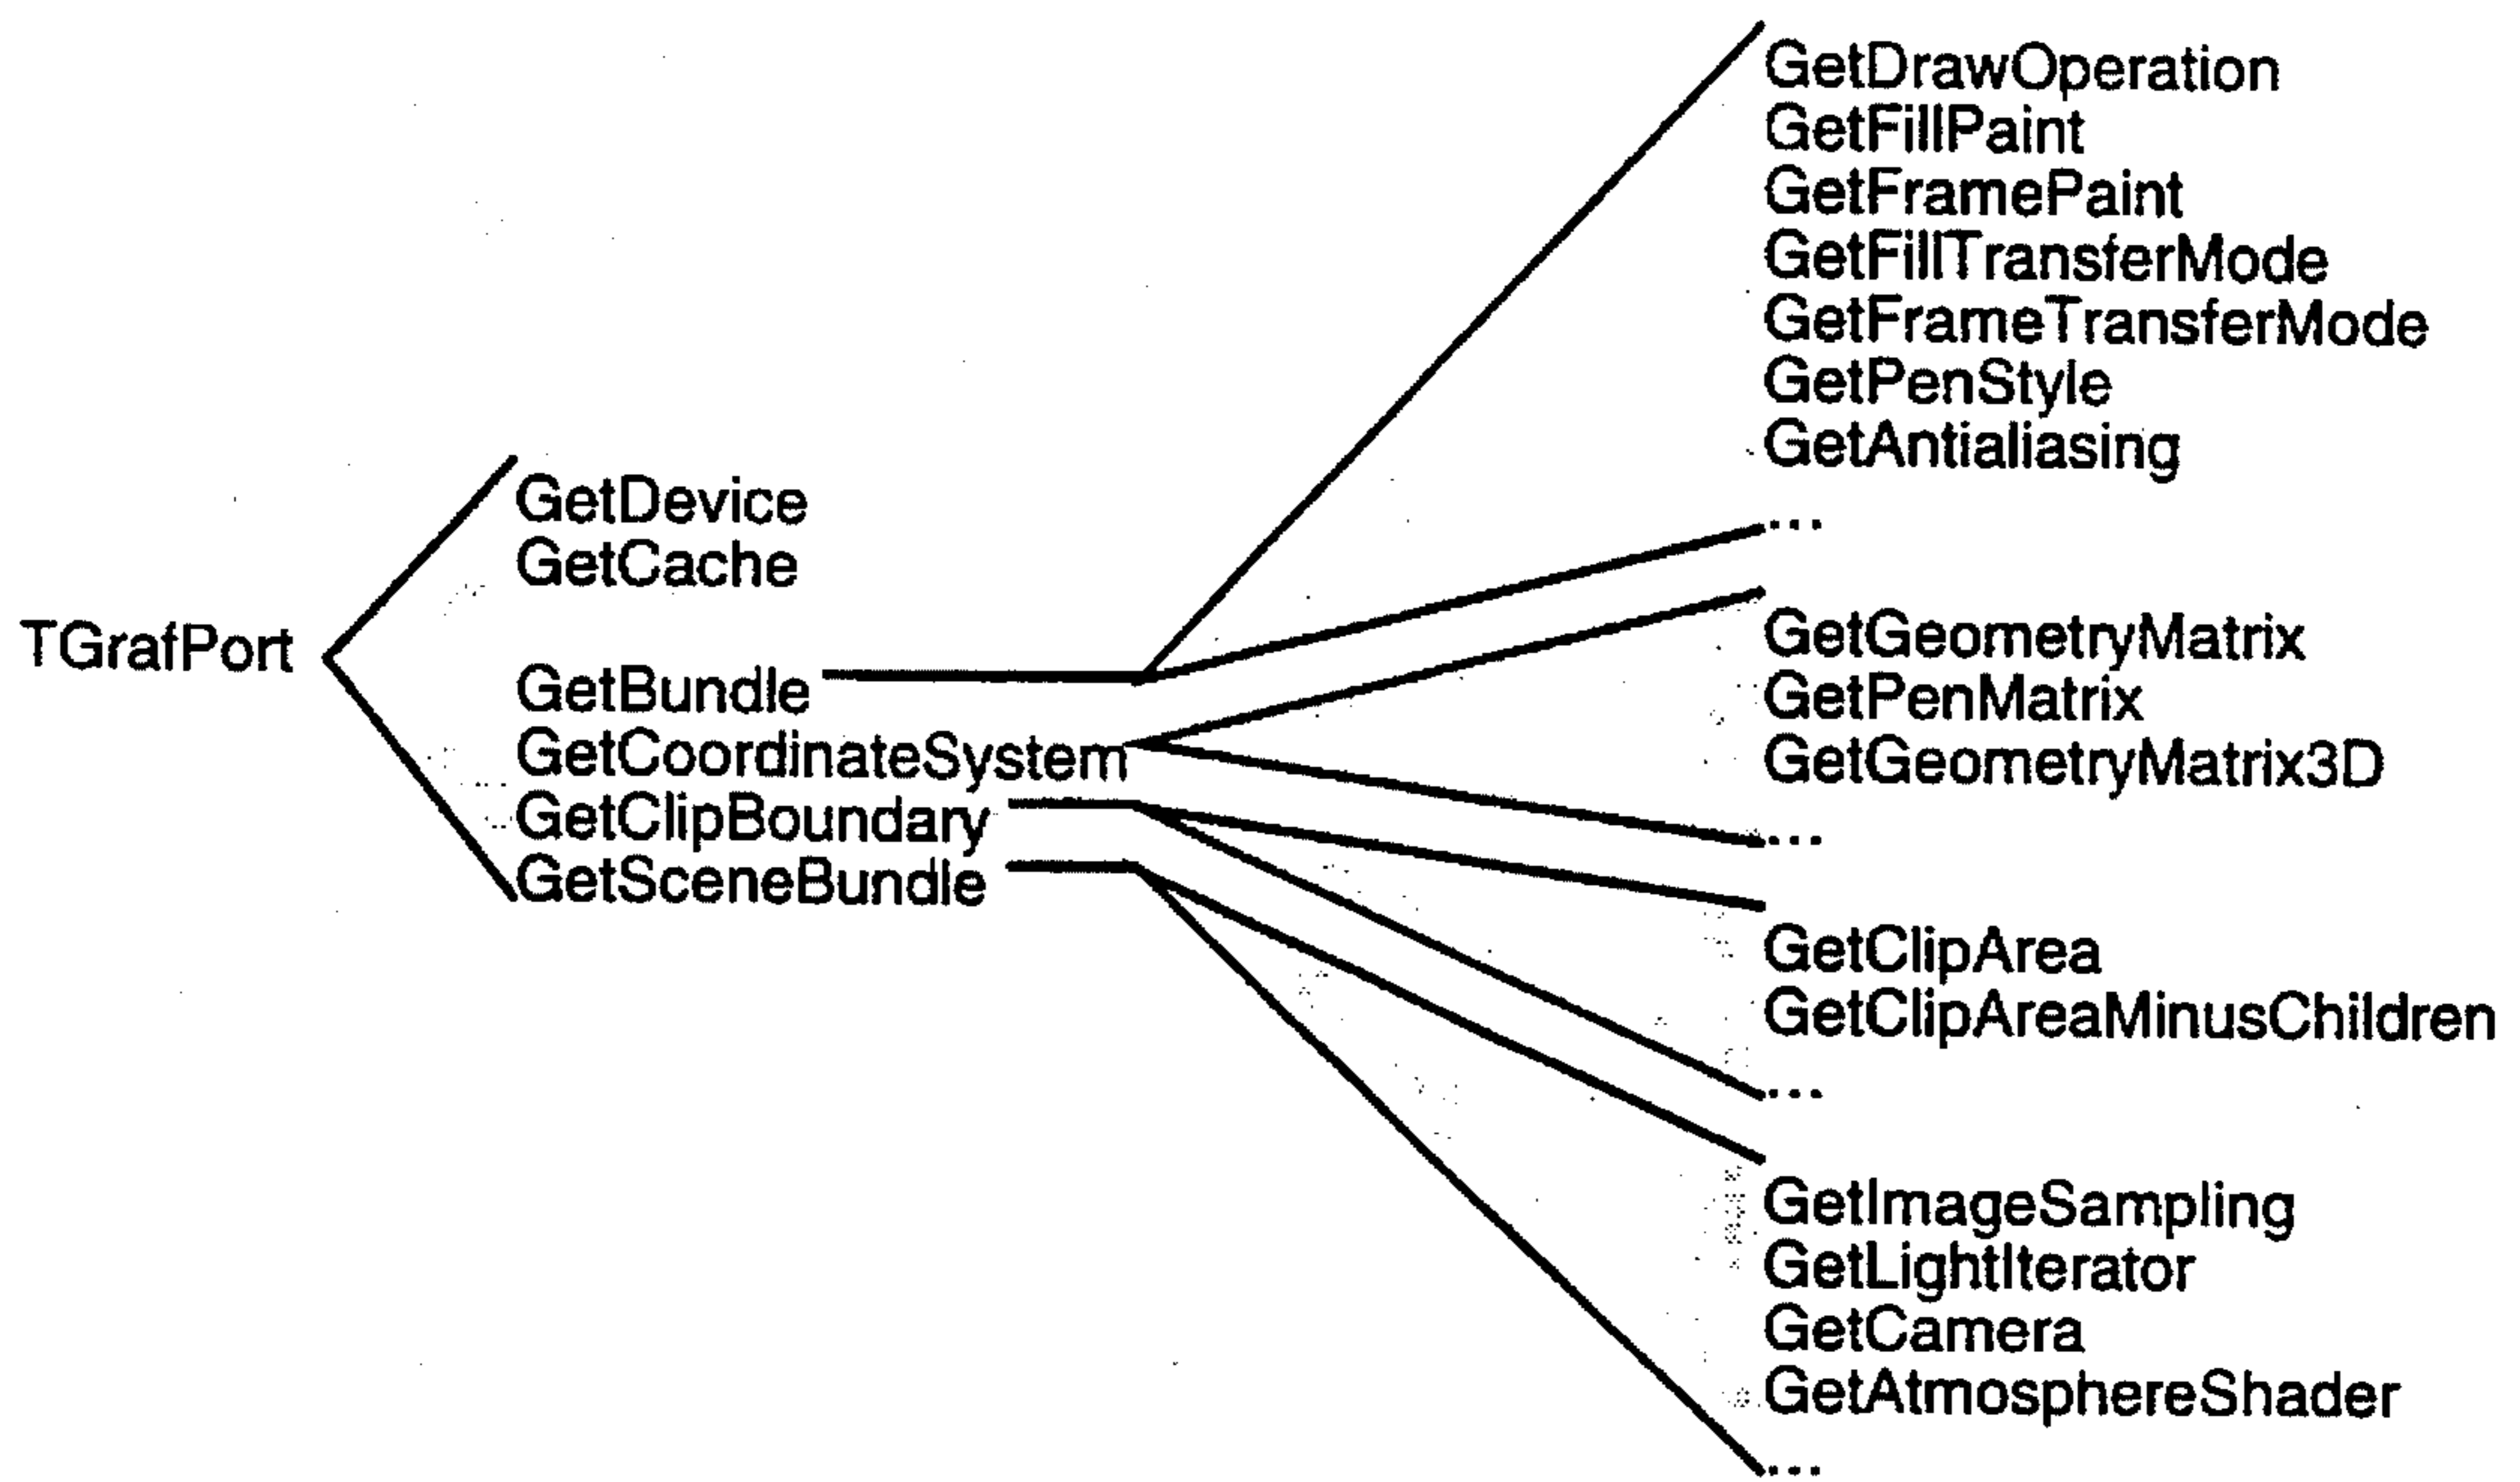 TGrafPort
GetDevice
GetCache
GetBundle
GetCoordinateSystem
GetClipBoundary
GetSceneBundle
GetDrawOperation
GetFillPaint
GetFramePaint
GetFillTransferMode
GetFrameTransferMode
GetPenStyle
GetAntialiasing
...
GetGeometryMatrix
GetPenMatrix
GetGeometryMatrix3D
...
GetClipArea
GetClipAreaMinusChildren
...
GetImageSampling
GetLightIterator
GetCamera
GetAtmosphereShader
...